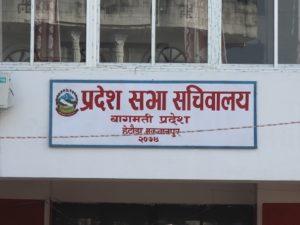 प्रदेश सभा सचिवालय
बागमती प्रदेश
हेटौंडा मकवानपुर
२०७४